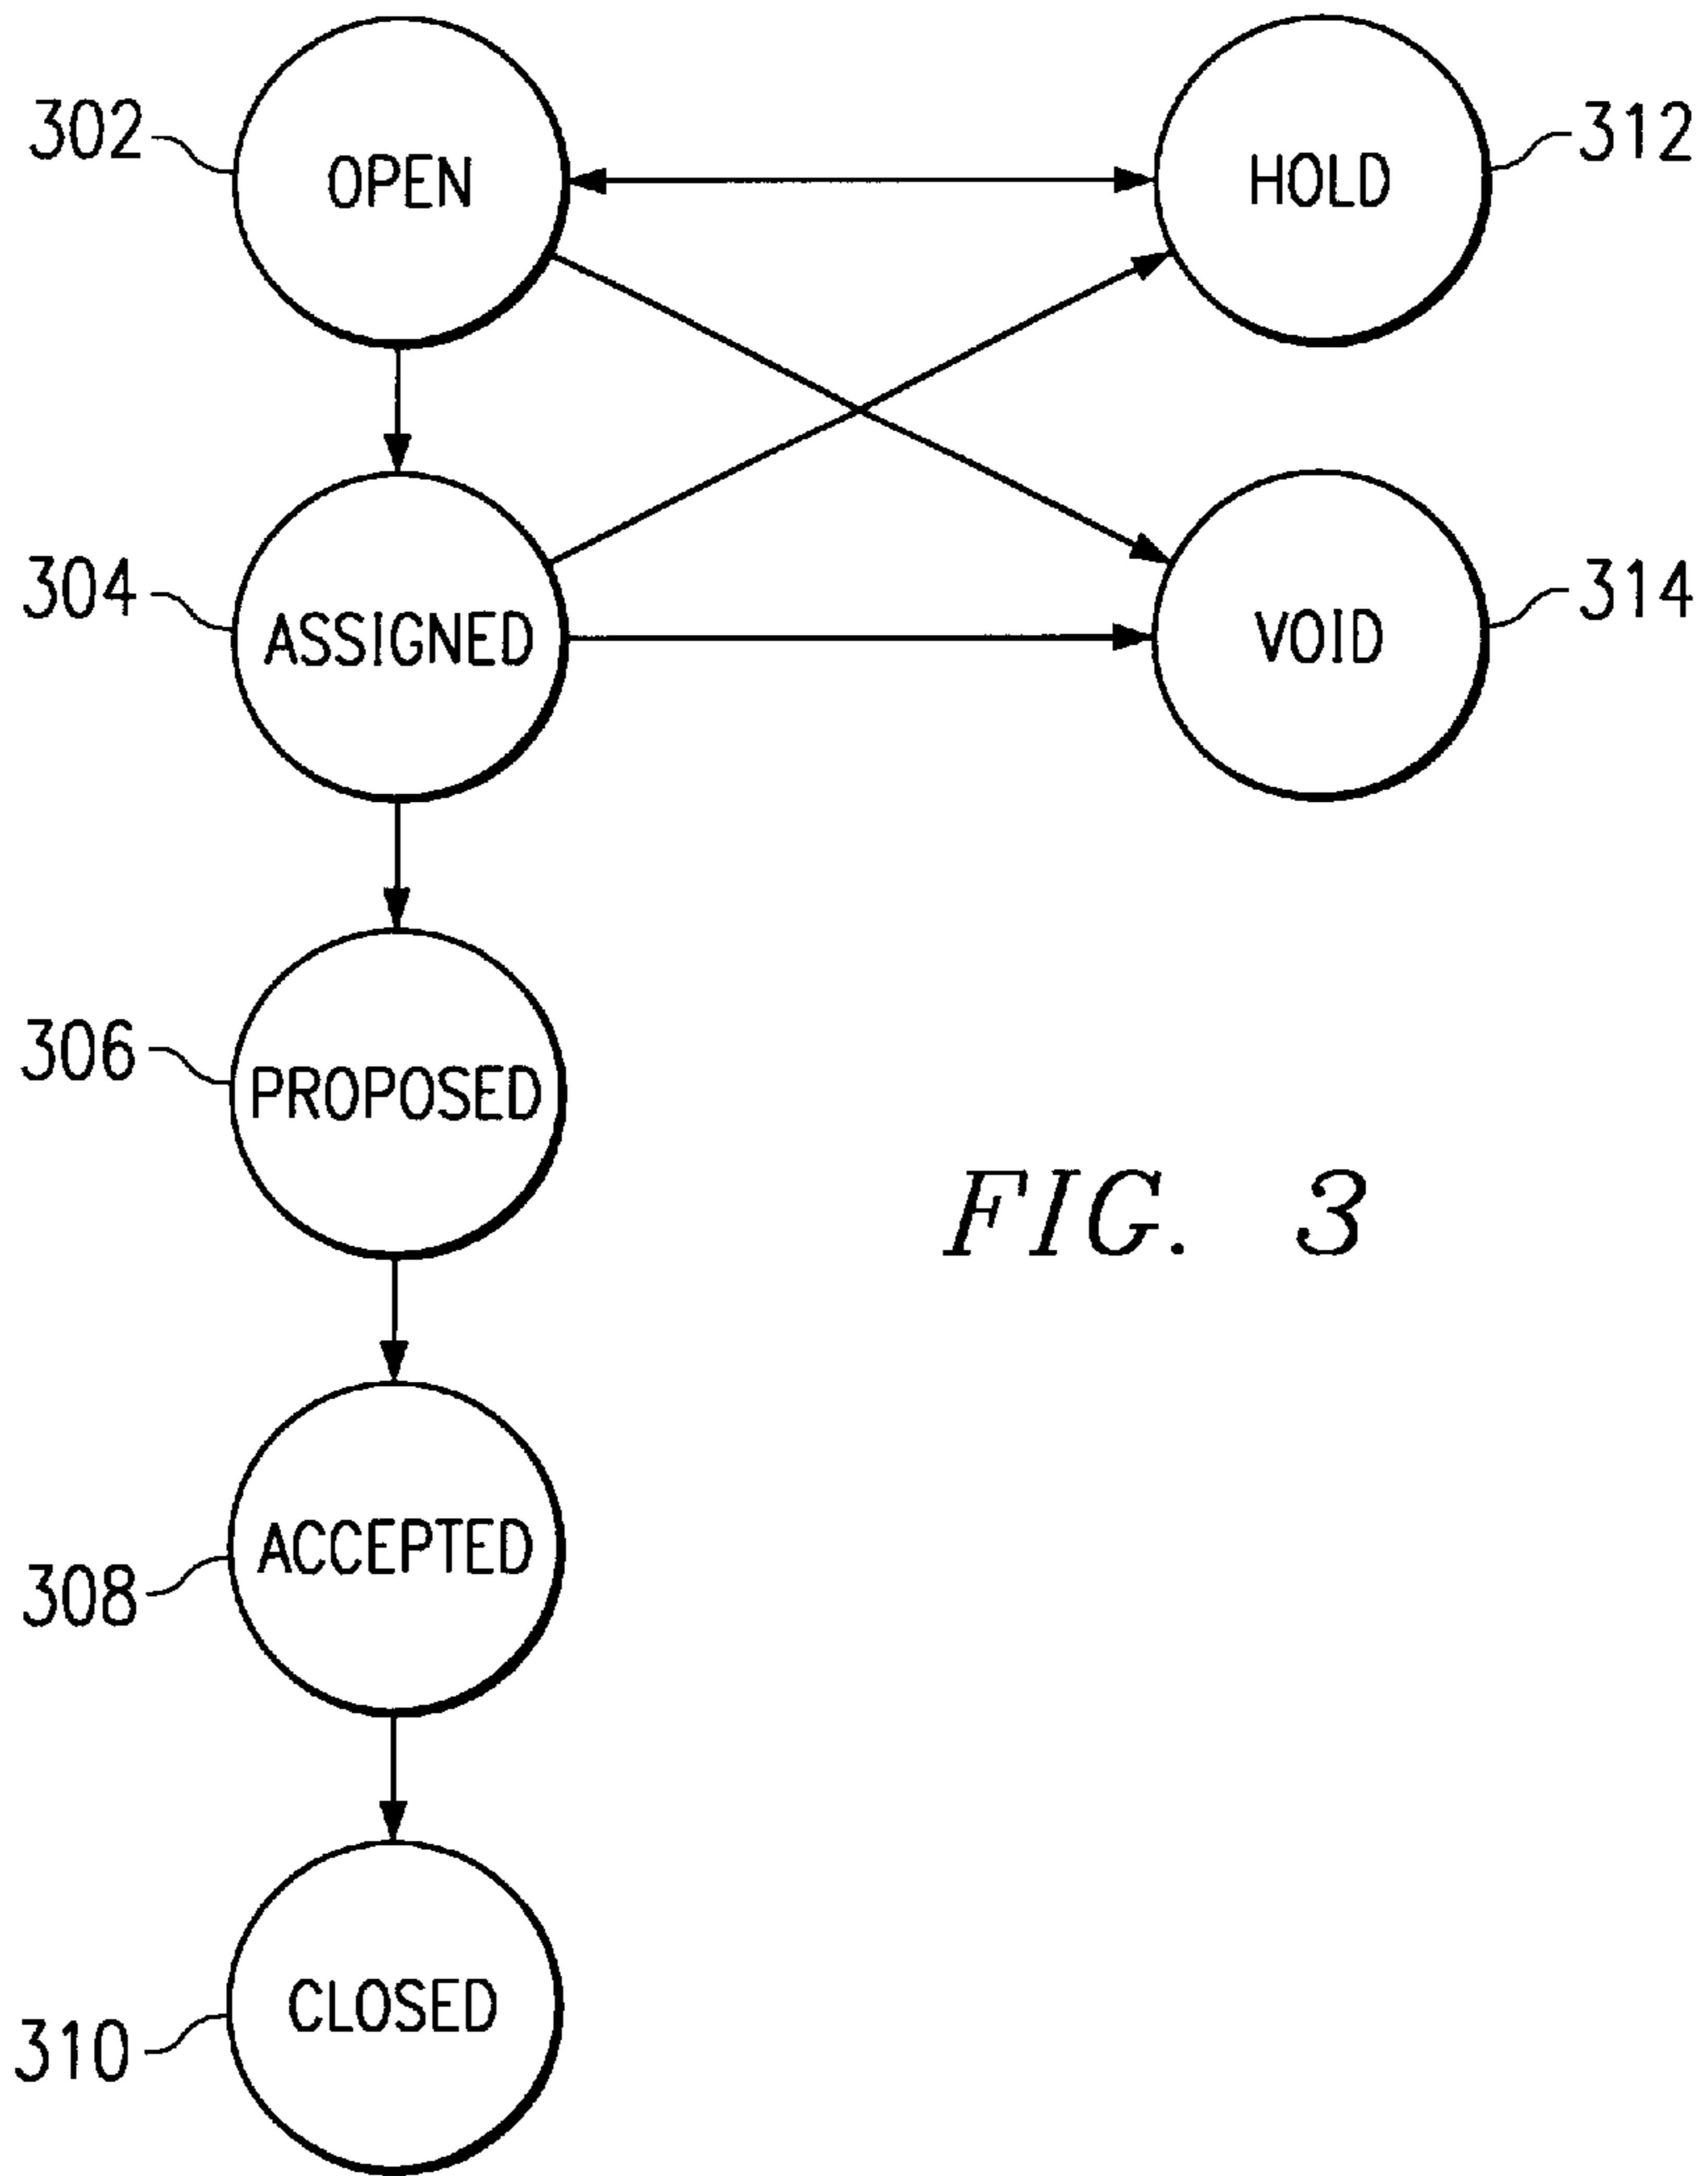 302
OPEN
HOLD
312
304
ASSIGNED
VOID
314
306
PROPOSED
FIG. 3
308
ACCEPTED
310
CLOSED